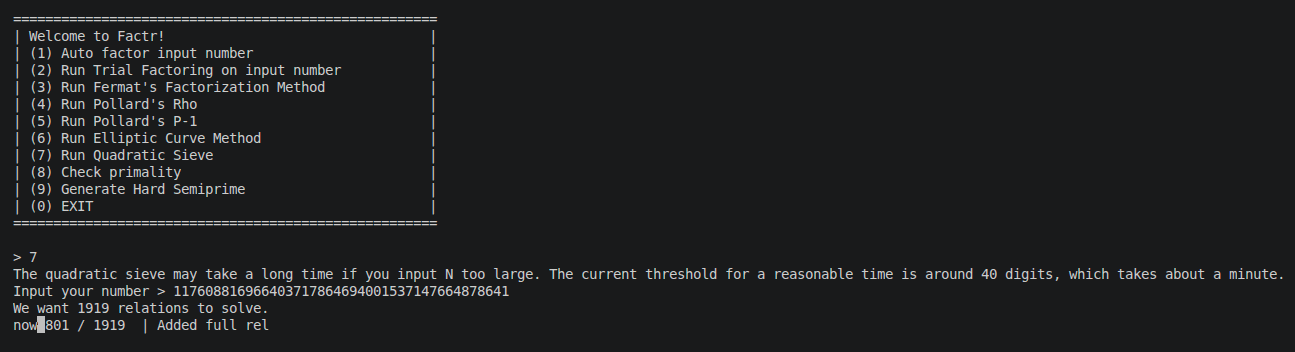 =====================================================
| Welcome to Factr! |
| (1) Auto factor input number |
| (2) Run Trial Factoring on input number |
| (3) Run Fermat's Factorization Method |
| (4) Run Pollard's Rho |
| (5) Run Pollard's P-1 |
| (6) Run Elliptic Curve Method |
| (7) Run Quadratic Sieve |
| (8) Check primality |
| (9) Generate Hard Semiprime |
| (0) EXIT |
=====================================================
> 7
The quadratic sieve may take a long time if you input N too large. The current threshold for a reasonable time is around 40 digits, which takes about a minute.
Input your number > 117608816966403717864694001537147664878641
We want 1919 relations to solve.
now 801 / 1919 | Added full rel